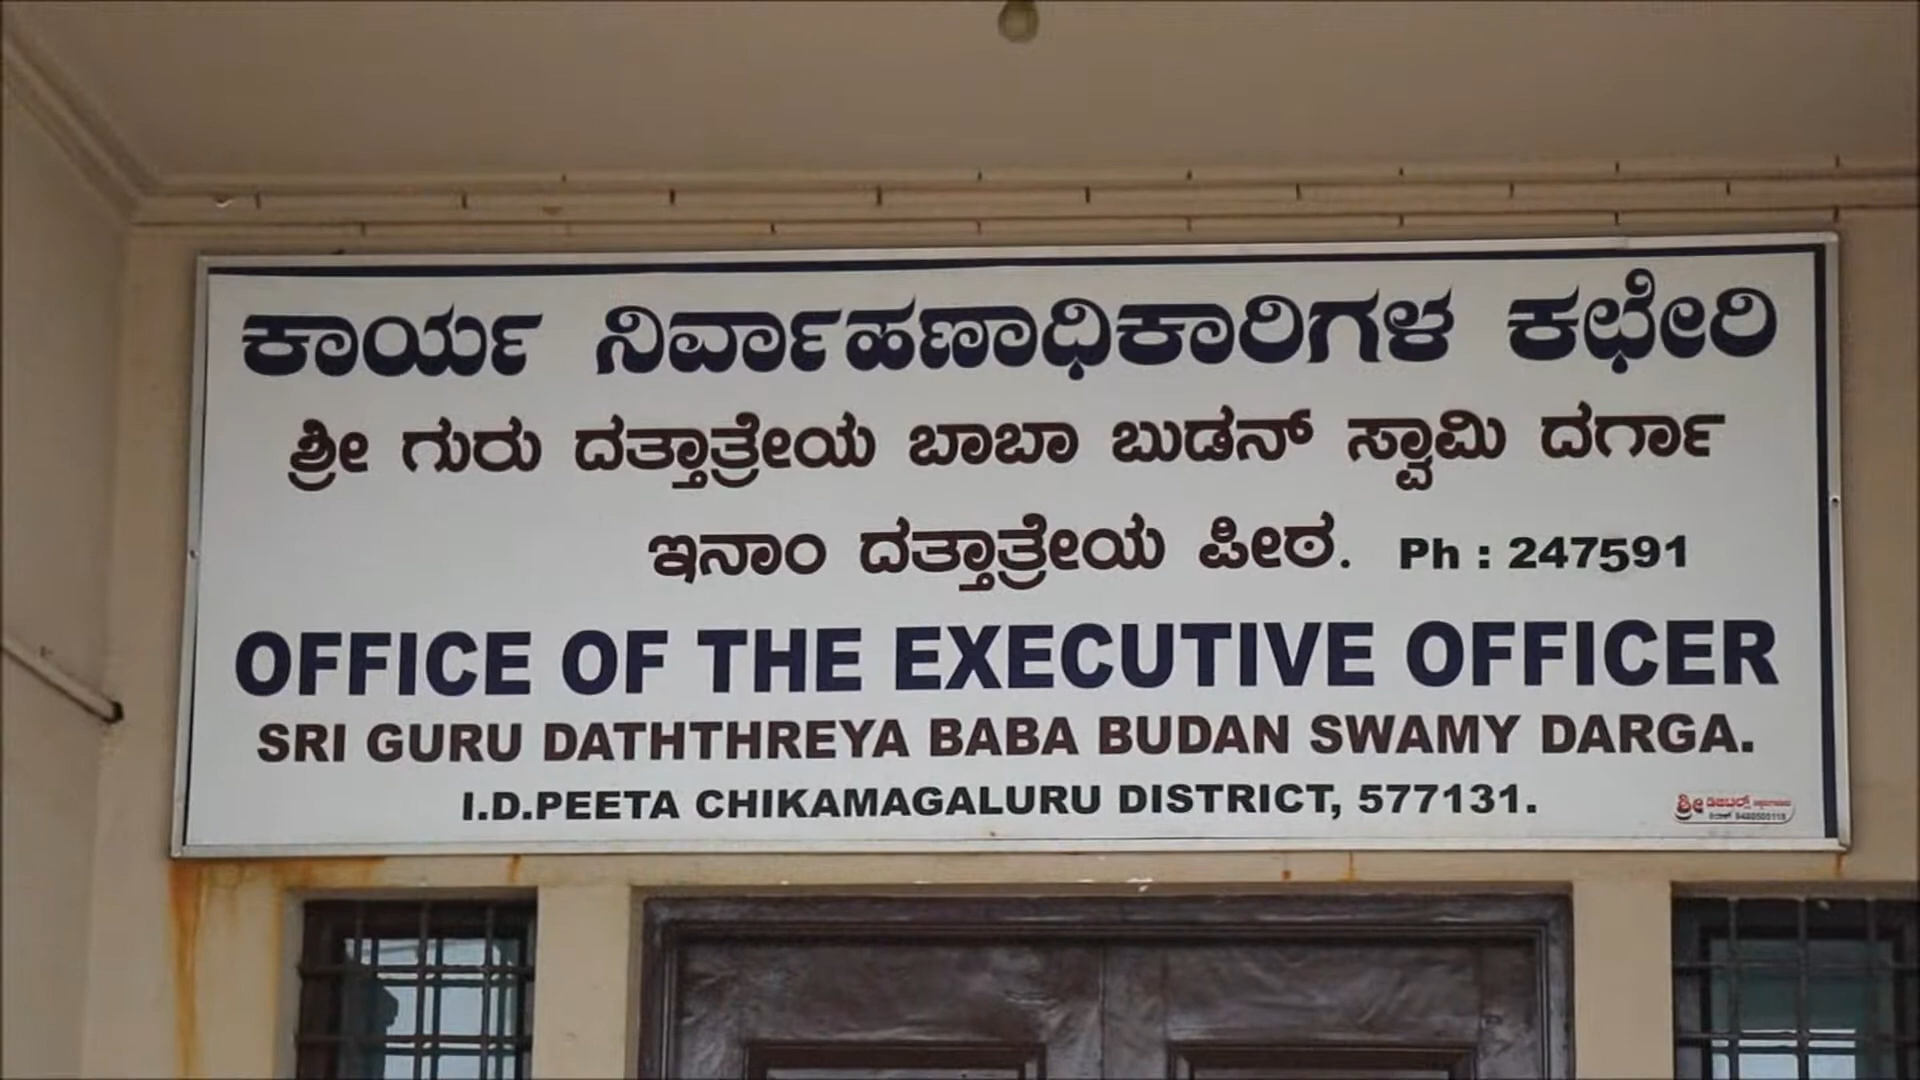 ಕಾರ್ಯ ನಿರ್ವಾಹಣಾಧಿಕಾರಿಗಳ ಕಛೇರಿ
ಶ್ರೀ ಗುರು ದತ್ತಾತ್ರೇಯ ಬಾಬಾ ಬುಡನ್ ಸ್ವಾಮಿ ದರ್ಗಾ
ಇನಾಂ ದತ್ತಾತ್ರೇಯ ಪೀಠ. Ph : 247591
OFFICE OF THE EXECUTIVE OFFICER
SRI GURU DATHTHREYA BABA BUDAN SWAMY DARGA.
I.D.PEETA CHIKAMAGALURU DISTRICT, 577131.
ಶ್ರೀ ಡಿಜಿಟಲ್ಸ್